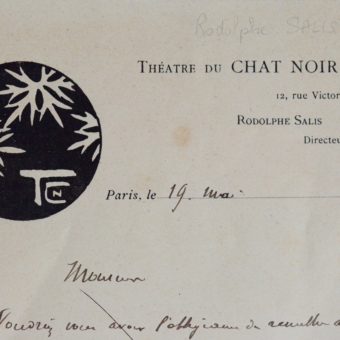 Rodolphe SALIS
THÉATRE DU CHAT NOIR
12, rue Victor
RODOLPHE SALIS
Directeu
TCN
Paris, le 19. mai
Monsieur
Voudriez vous avoir l'obligeance de remettre a